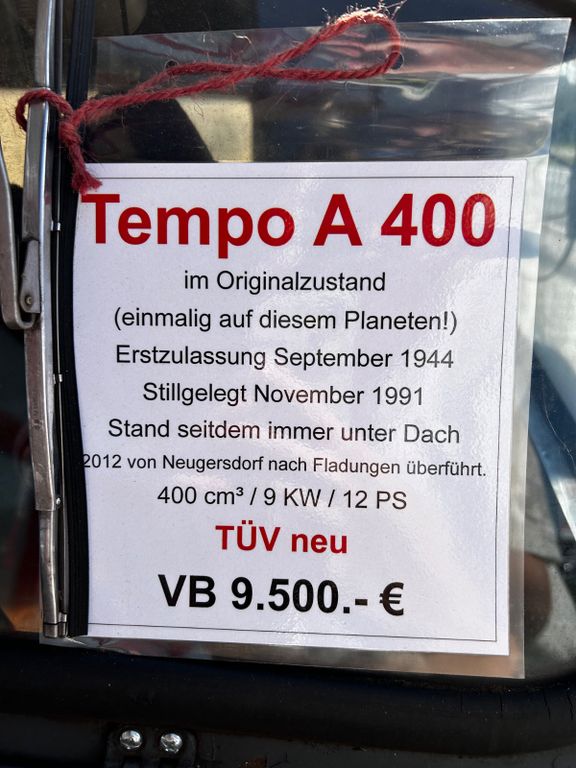 Tempo A 400
im Originalzustand
(einmalig auf diesem Planeten!)
Erstzulassung September 1944
Stillgelegt November 1991
Stand seitdem immer unter Dach
2012 von Neugersdorf nach Fladungen überführt.
400 cm³ / 9 KW / 12 PS
TÜV neu
VB 9.500.- €